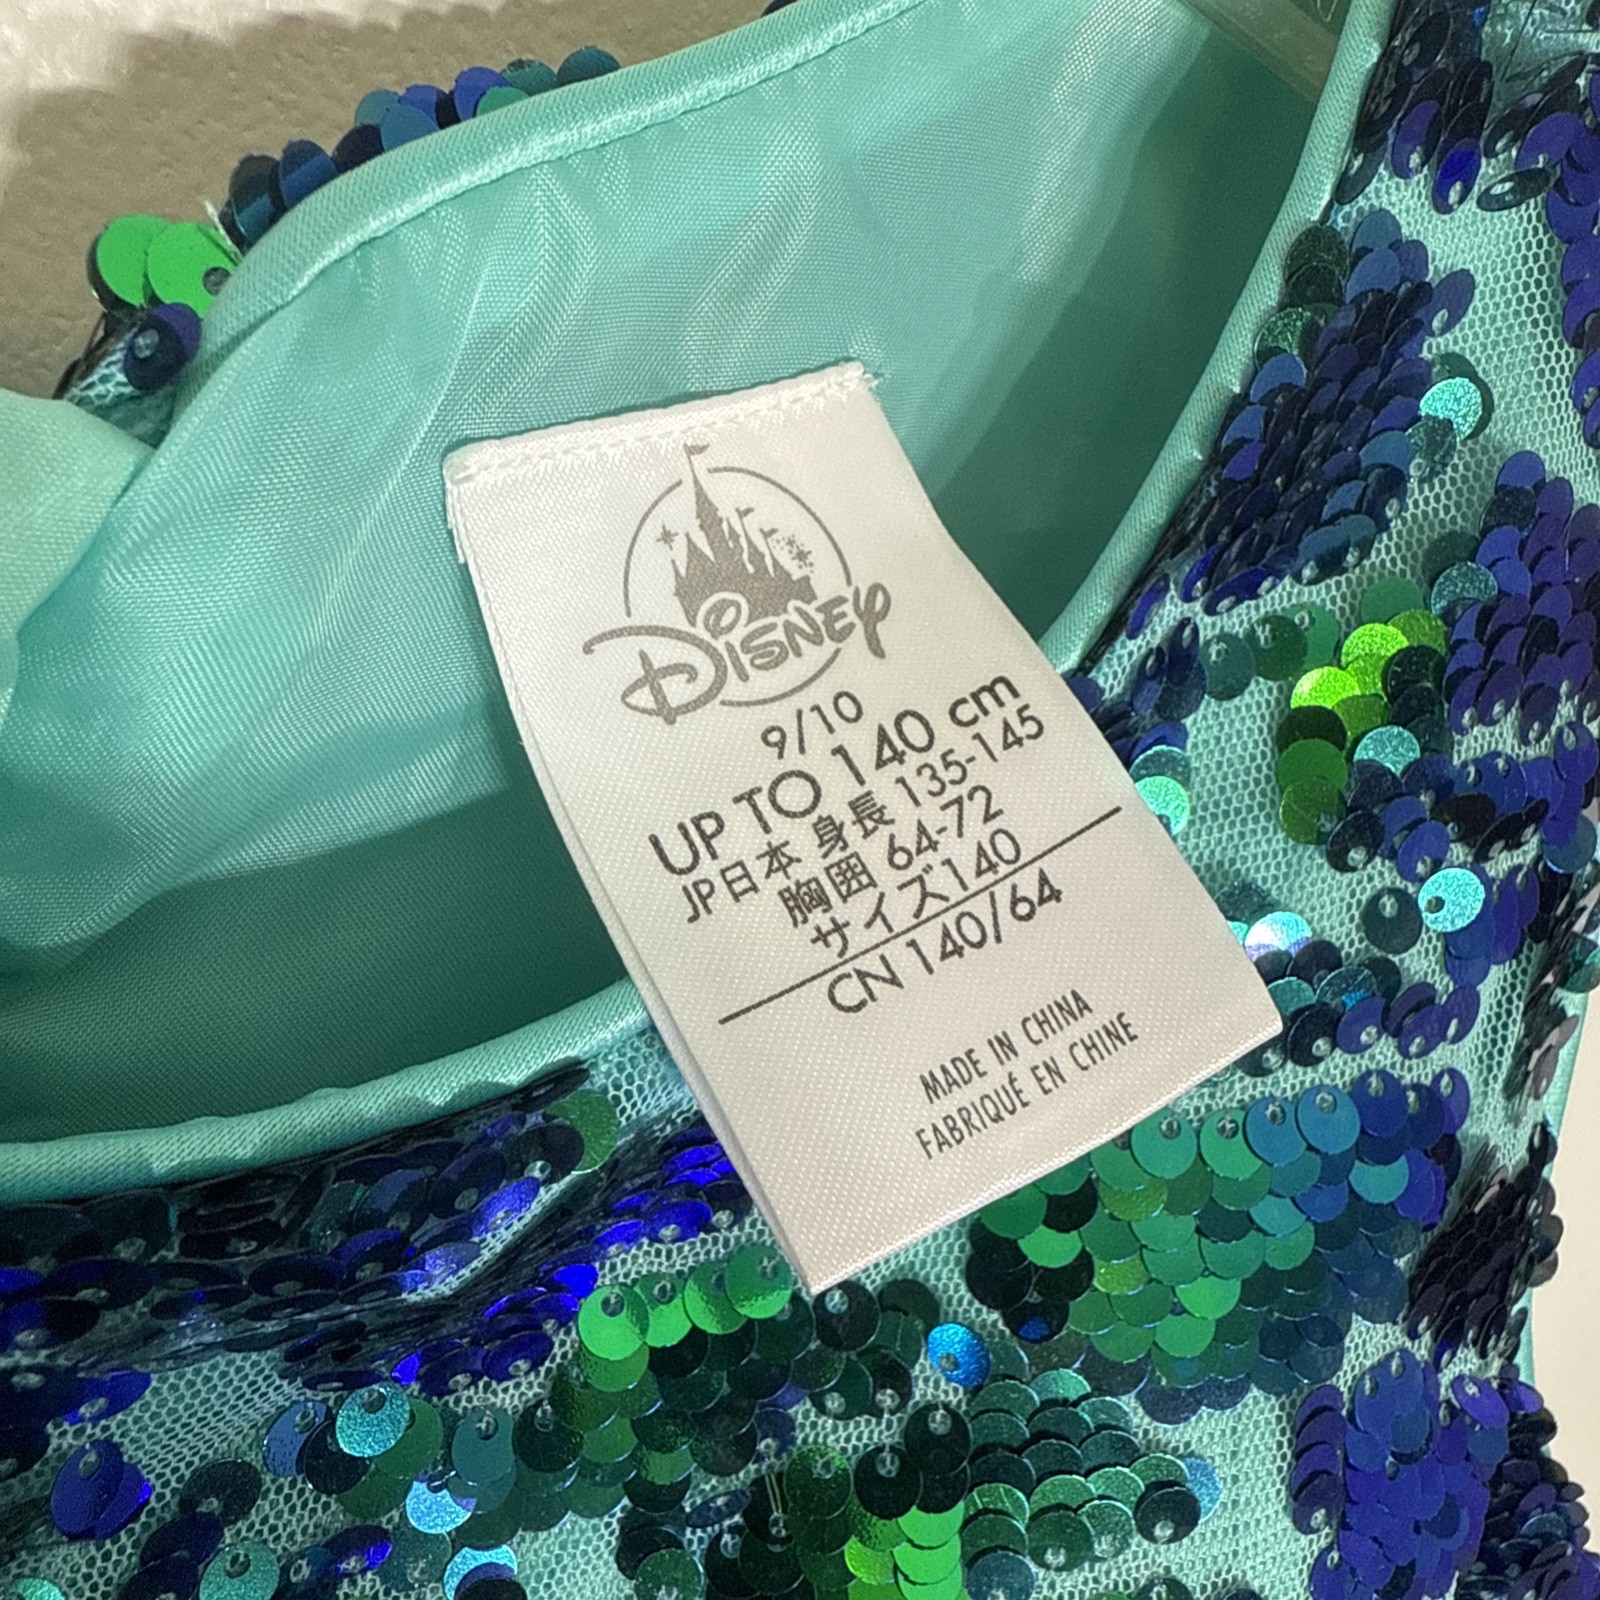 Disney
9/10
UP TO 140 cm
JP日本 身長 135-145
胸囲 64-72
サイズ140
CN 140/64
MADE IN CHINA
FABRIQUÉ EN CHINE